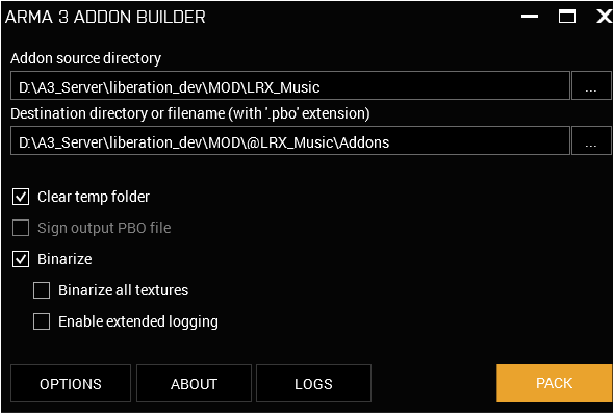 ARMA 3 ADDON BUILDER
Addon source directory
D:\A3_Server\liberation_dev\MOD\LRX_Music
...
Destination directory or filename (with '.pbo' extension)
D:\A3_Server\liberation_dev\MOD\@LRX_Music\Addons
...
Clear temp folder
Sign output PBO file
Binarize
Binarize all textures
Enable extended logging
OPTIONS ABOUT LOGS PACK